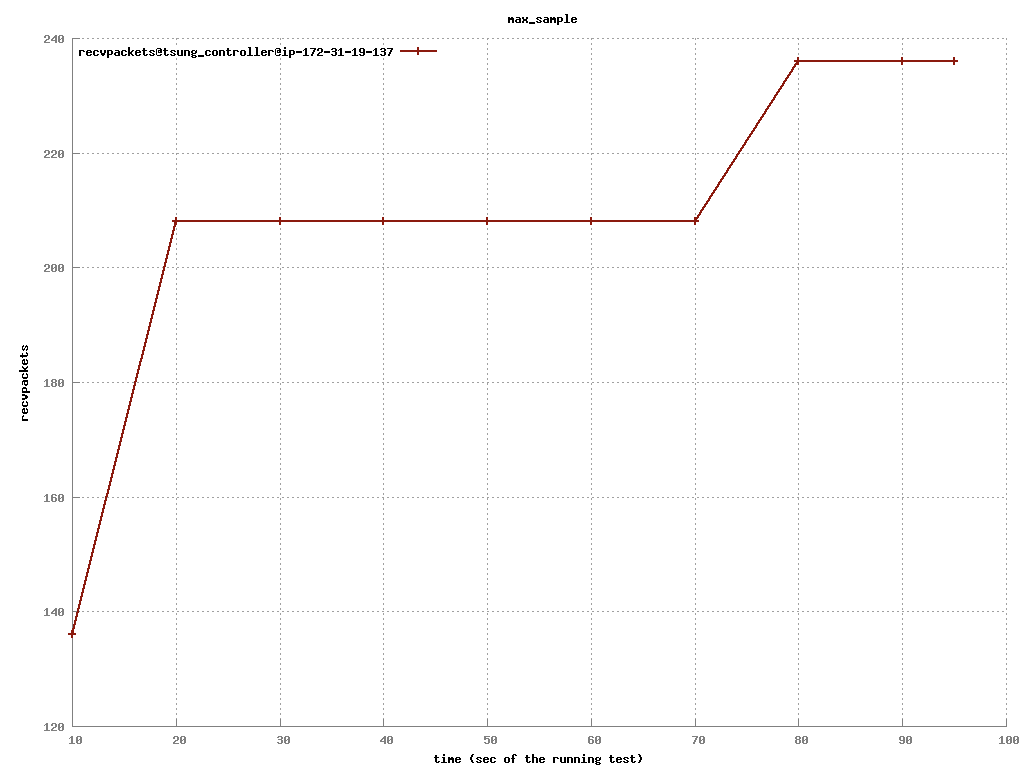 max_sample
240
recvpackets@tsung_controller@ip-172-31-19-137
220
200
180
recvpackets
160
140
120
10 20 30 40 50 60 70 80 90 100
time (sec of the running test)